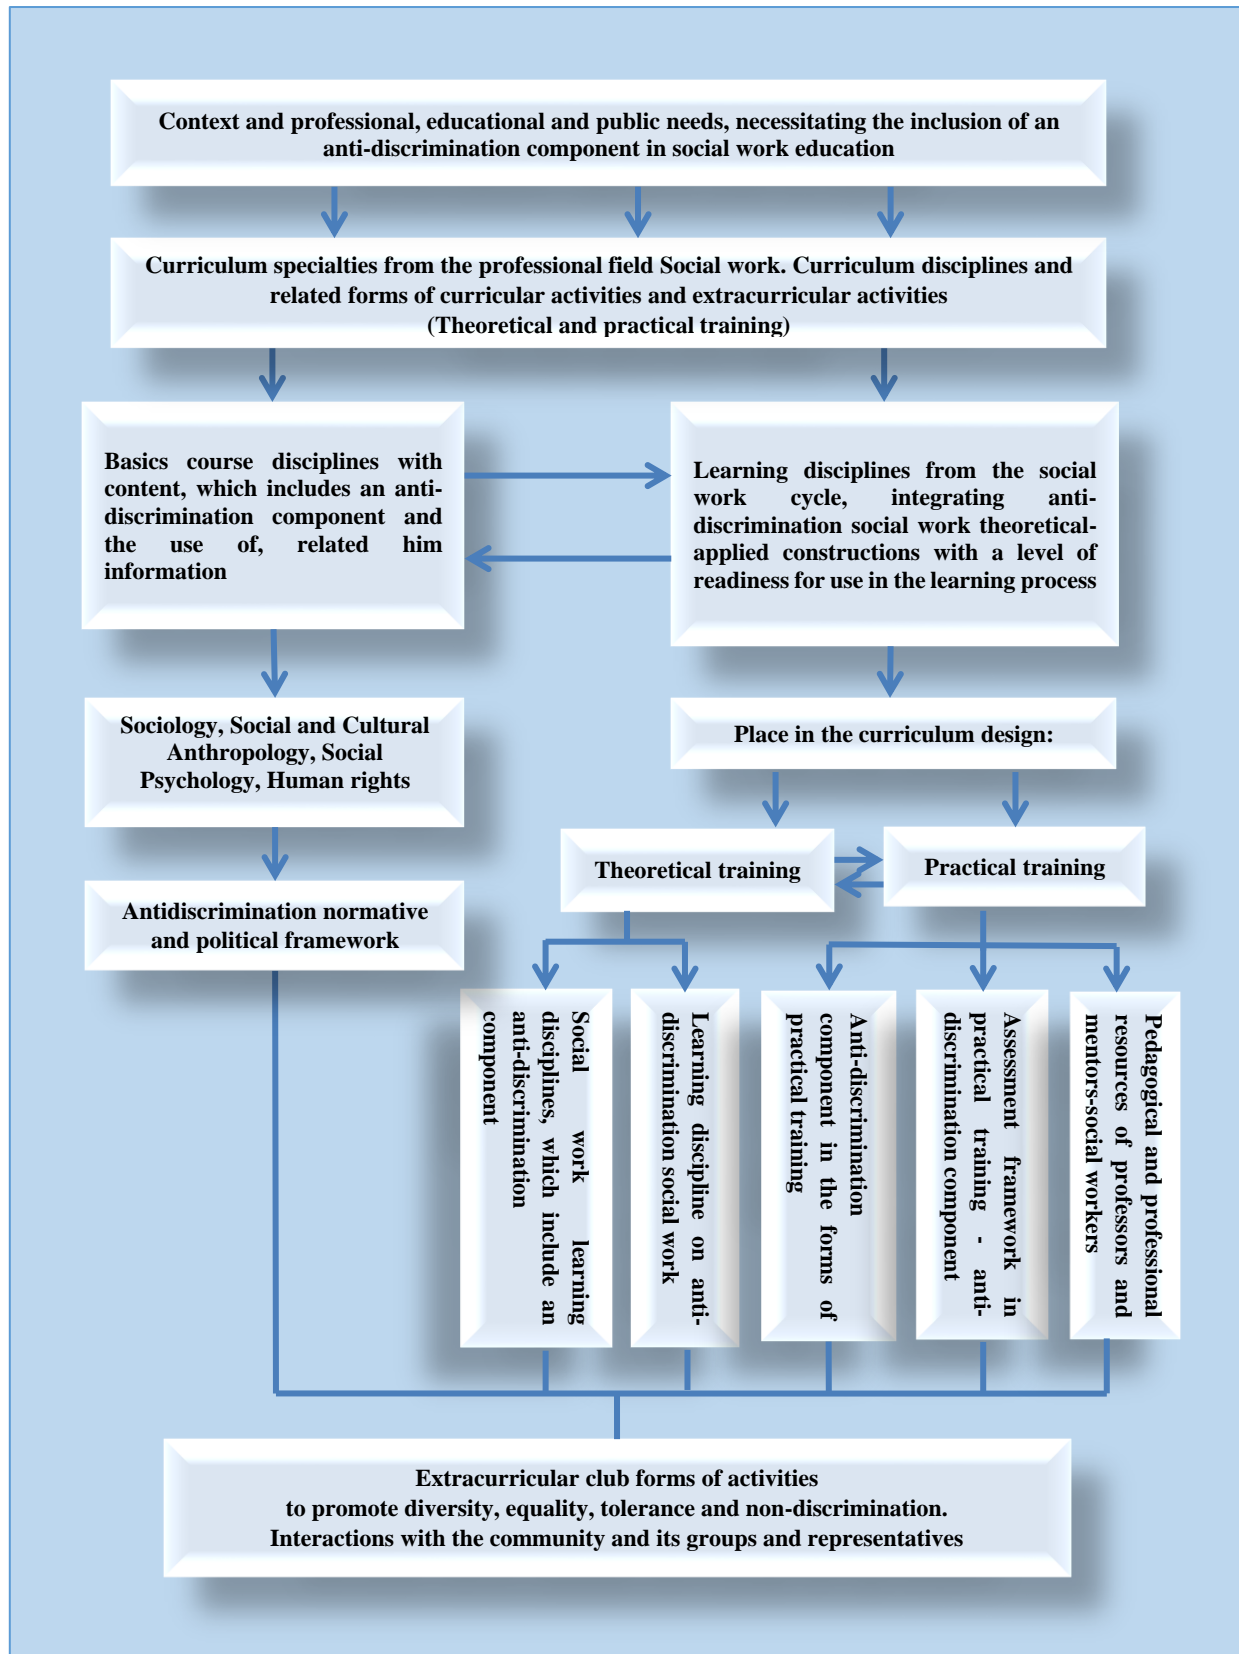 Context and professional, educational and public needs, necessitating the inclusion of an
anti-discrimination component in social work education
Curriculum specialties from the professional field Social work. Curriculum disciplines and
related forms of curricular activities and extracurricular activities
(Theoretical and practical training)
Basics course disciplines with
content, which includes an anti-
discrimination component and
the use of, related him
information
Learning disciplines from the social
work cycle, integrating anti-
discrimination social work theoretical-
applied constructions with a level of
readiness for use in the learning process
Sociology, Social and Cultural
Anthropology, Social
Psychology, Human rights
Place in the curriculum design:
Theoretical training
Practical training
Antidiscrimination normative
and political framework
Social work learning
disciplines, which include an
anti-discrimination
component
Learning discipline on anti-
discrimination social work
Anti-discrimination
component in the forms of
practical training
Assessment framework in
practical training - anti-
discrimination component
Pedagogical and professional
resources of professors and
mentors-social workers
Extracurricular club forms of activities
to promote diversity, equality, tolerance and non-discrimination.
Interactions with the community and its groups and representatives